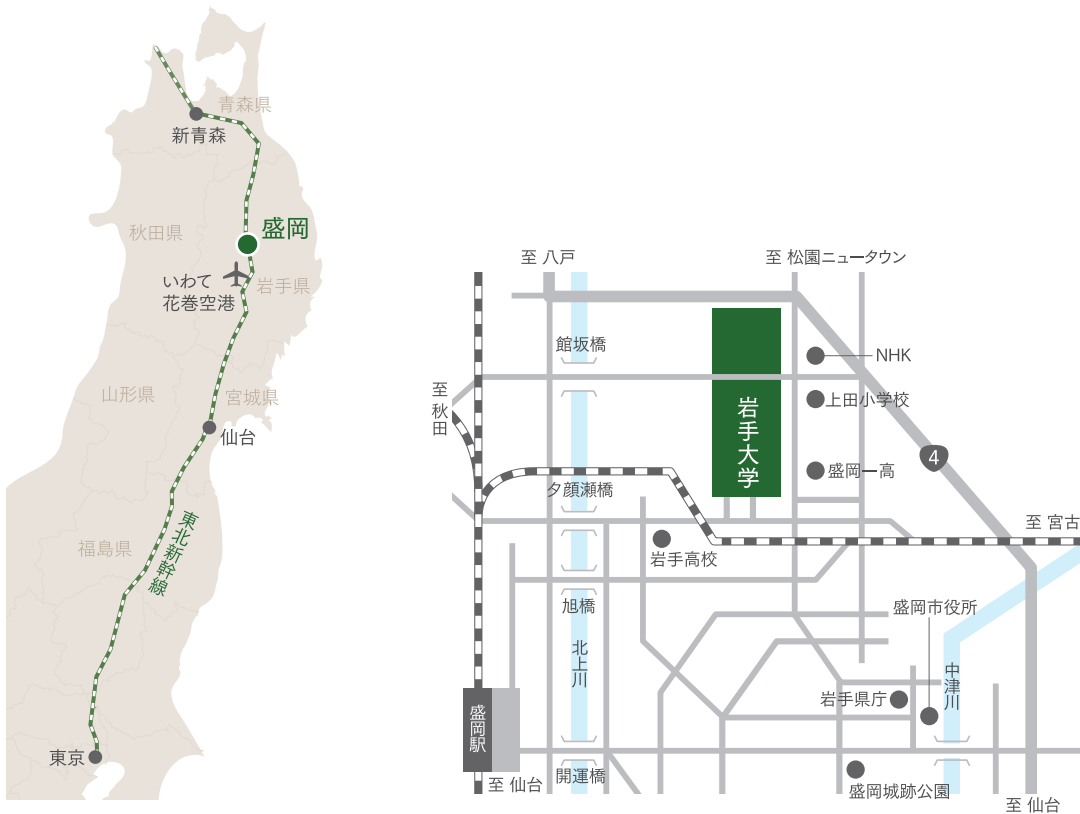 青森県
新青森
秋田県
盛岡
いわて
花巻空港
岩手県
山形県
宮城県
仙台
東北新幹線
福島県
東京
至 八戸
至 松園ニュータウン
館坂橋
NHK
至秋田
上田小学校
岩手大学
4
盛岡一高
夕顔瀬橋
至 宮古
岩手高校
旭橋
盛岡市役所
北上川
中津川
岩手県庁
盛岡駅
開運橋
至 仙台
盛岡城跡公園
至 仙台